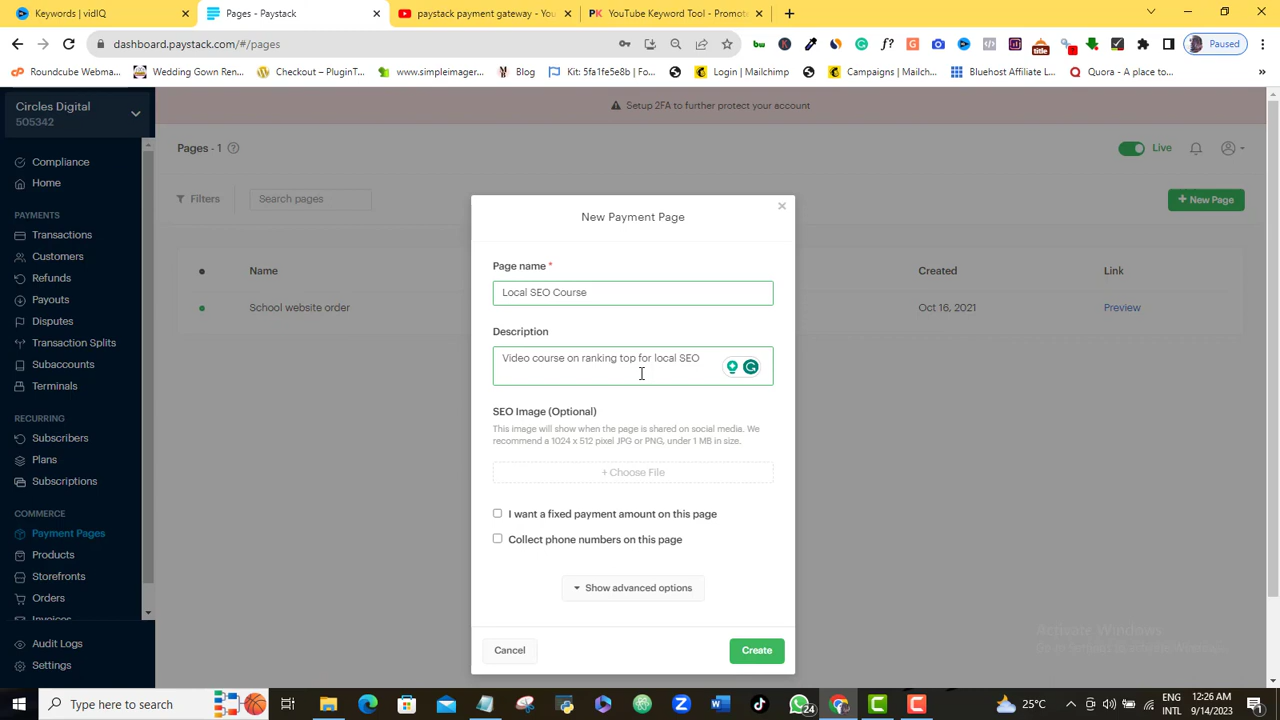 Keywords - vidIQ
Pages - Paystack
paystack payment gateway - You
YouTube Keyword Tool - Promote
dashboard.paystack.com/#/pages
Paused
Roundcube Webma...
Wedding Gown Ren...
Checkout – PluginT...
www.simpleimager...
Blog
Kit: 5fa1fe5e8b | Fo...
Login | Mailchimp
Campaigns | Mailch...
Bluehost Affiliate L...
Quora - A place to...
»
Circles Digital
505342
Setup 2FA to further protect your account
Compliance
Home
PAYMENTS
Transactions
Customers
Refunds
Payouts
Disputes
Transaction Splits
Subaccounts
Terminals
RECURRING
Subscribers
Plans
Subscriptions
COMMERCE
Payment Pages
Products
Storefronts
Orders
Invoices
Audit Logs
Settings
Pages - 1
Live
Filters
Search pages
+ New Page
Name
Created
Link
School website order
Oct 16, 2021
Preview
New Payment Page
×
Page name *
Local SEO Course
Description
Video course on ranking top for local SEO
SEO Image (Optional)
This image will show when the page is shared on social media. We
recommend a 1024 x 512 pixel JPG or PNG, under 1 MB in size.
+ Choose File
I want a fixed payment amount on this page
Collect phone numbers on this page
Show advanced options
Cancel
Create
Activate Windows
Type here to search
24
25°C
INTL
ENG
12:26 AM
9/14/2023